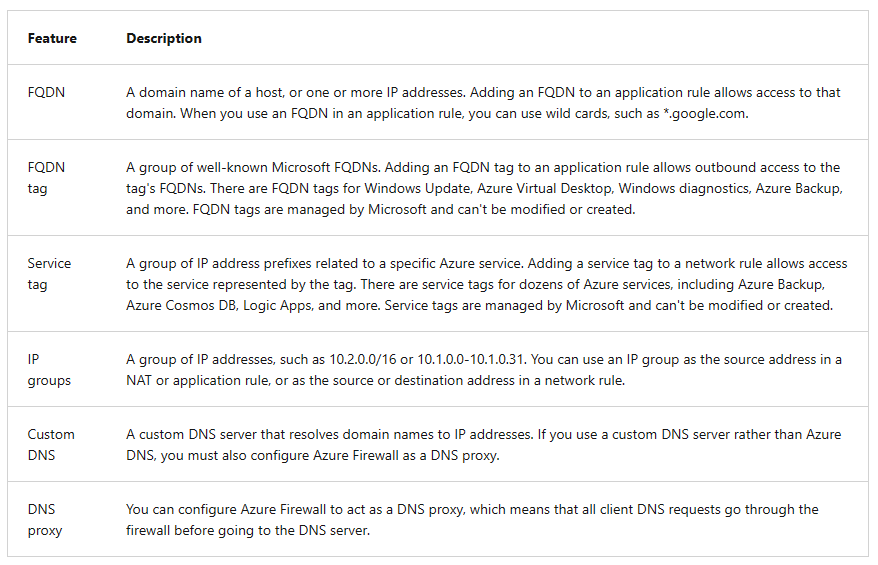 Feature Description
FQDN A domain name of a host, or one or more IP addresses. Adding an FQDN to an application rule allows access to that
domain. When you use an FQDN in an application rule, you can use wild cards, such as *.google.com.
FQDN A group of well-known Microsoft FQDNs. Adding an FQDN tag to an application rule allows outbound access to the
tag tag's FQDNs. There are FQDN tags for Windows Update, Azure Virtual Desktop, Windows diagnostics, Azure Backup,
and more. FQDN tags are managed by Microsoft and can't be modified or created.
Service A group of IP address prefixes related to a specific Azure service. Adding a service tag to a network rule allows access
tag to the service represented by the tag. There are service tags for dozens of Azure services, including Azure Backup,
Azure Cosmos DB, Logic Apps, and more. Service tags are managed by Microsoft and can't be modified or created.
IP A group of IP addresses, such as 10.2.0.0/16 or 10.1.0.0-10.1.0.31. You can use an IP group as the source address in a
groups NAT or application rule, or as the source or destination address in a network rule.
Custom A custom DNS server that resolves domain names to IP addresses. If you use a custom DNS server rather than Azure
DNS DNS, you must also configure Azure Firewall as a DNS proxy.
DNS You can configure Azure Firewall to act as a DNS proxy, which means that all client DNS requests go through the
proxy firewall before going to the DNS server.